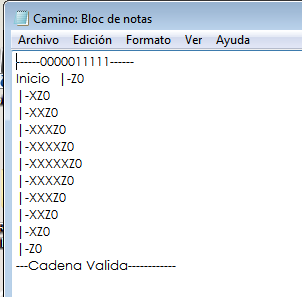 Camino: Bloc de notas
Archivo Edición Formato Ver Ayuda
|-----0000011111------
Inicio |-Z0
|-XZ0
|-XXZ0
|-XXXZ0
|-XXXXZ0
|-XXXXXZ0
|-XXXXZ0
|-XXXZ0
|-XXZ0
|-XZ0
|-Z0
---Cadena Valida------------